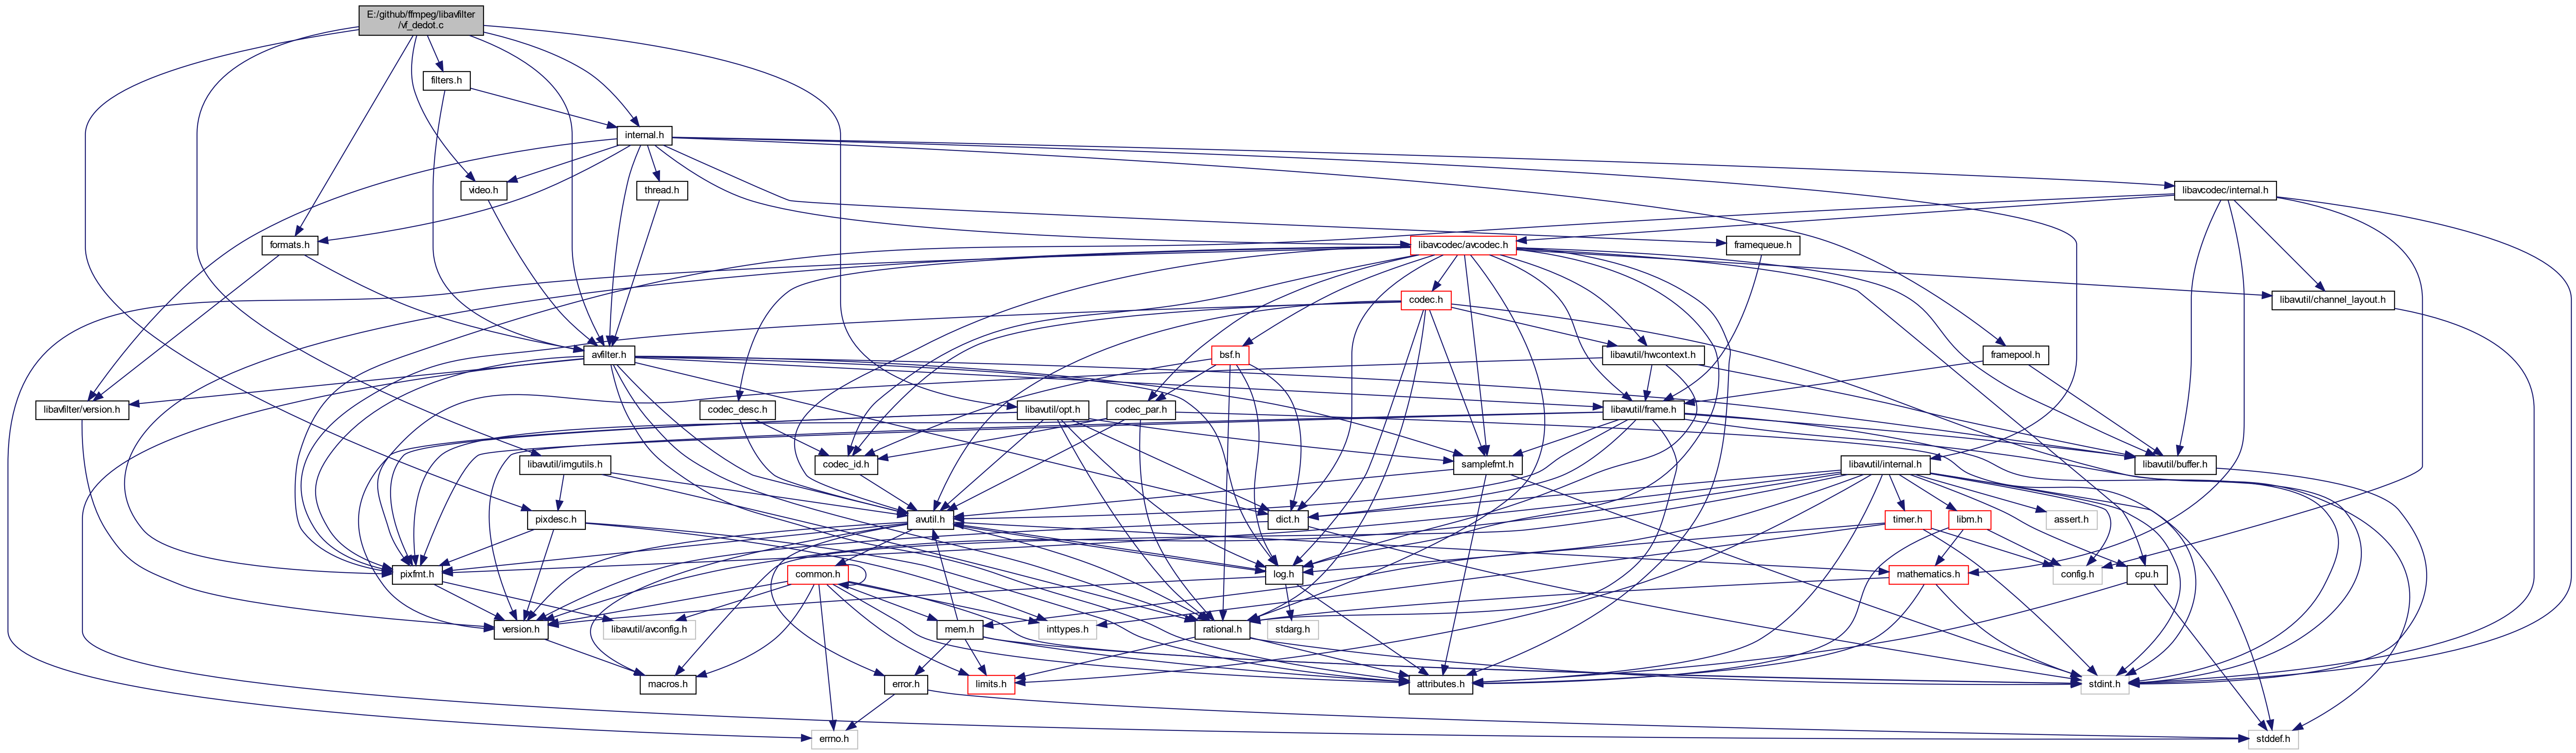 E:/github/ffmpeg/libavfilter
/vf_dedot.c
filters.h
internal.h
video.h
thread.h
libavcodec/internal.h
formats.h
libavcodec/avcodec.h
framequeue.h
codec.h
libavutil/channel_layout.h
avfilter.h
bsf.h
libavutil/hwcontext.h
framepool.h
libavfilter/version.h
codec_desc.h
libavutil/opt.h
codec_par.h
libavutil/frame.h
libavutil/imgutils.h
codec_id.h
samplefmt.h
libavutil/internal.h
libavutil/buffer.h
pixdesc.h
avutil.h
dict.h
timer.h
libm.h
assert.h
pixfmt.h
common.h
log.h
mathematics.h
config.h
cpu.h
version.h
libavutil/avconfig.h
mem.h
inttypes.h
rational.h
stdarg.h
macros.h
error.h
limits.h
attributes.h
stdint.h
errno.h
stddef.h